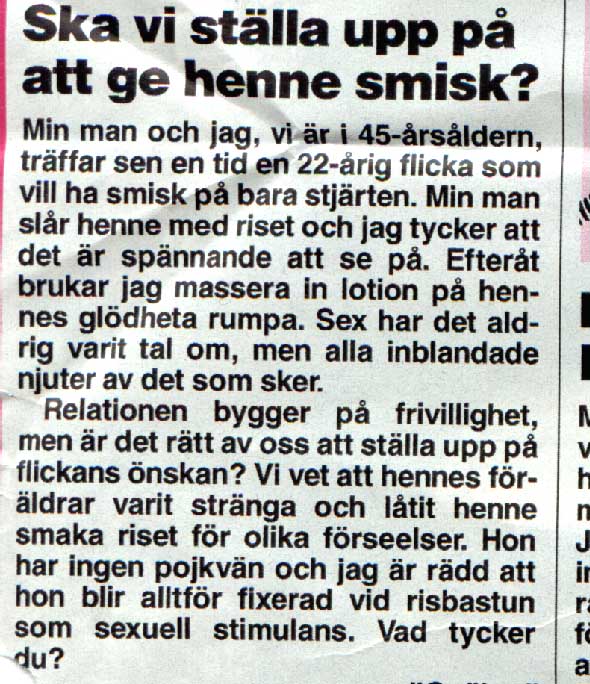 Ska vi ställa upp på
att ge henne smisk?
Min man och jag, vi är i 45-årsåldern,
träffar sen en tid en 22-årig flicka som
vill ha smisk på bara stjärten. Min man
slår henne med riset och jag tycker att
det är spännande att se på. Efteråt
brukar jag massera in lotion på hen-
nes glödheta rumpa. Sex har det ald-
rig varit tal om, men alla inblandade
njuter av det som sker.
Relationen bygger på frivillighet,
men är det rätt av oss att ställa upp på
flickans önskan? Vi vet att hennes för-
äldrar varit stränga och låtit henne
smaka riset för olika förseelser. Hon
har ingen pojkvän och jag är rädd att
hon blir alltför fixerad vid risbastun
som sexuell stimulans. Vad tycker
du?